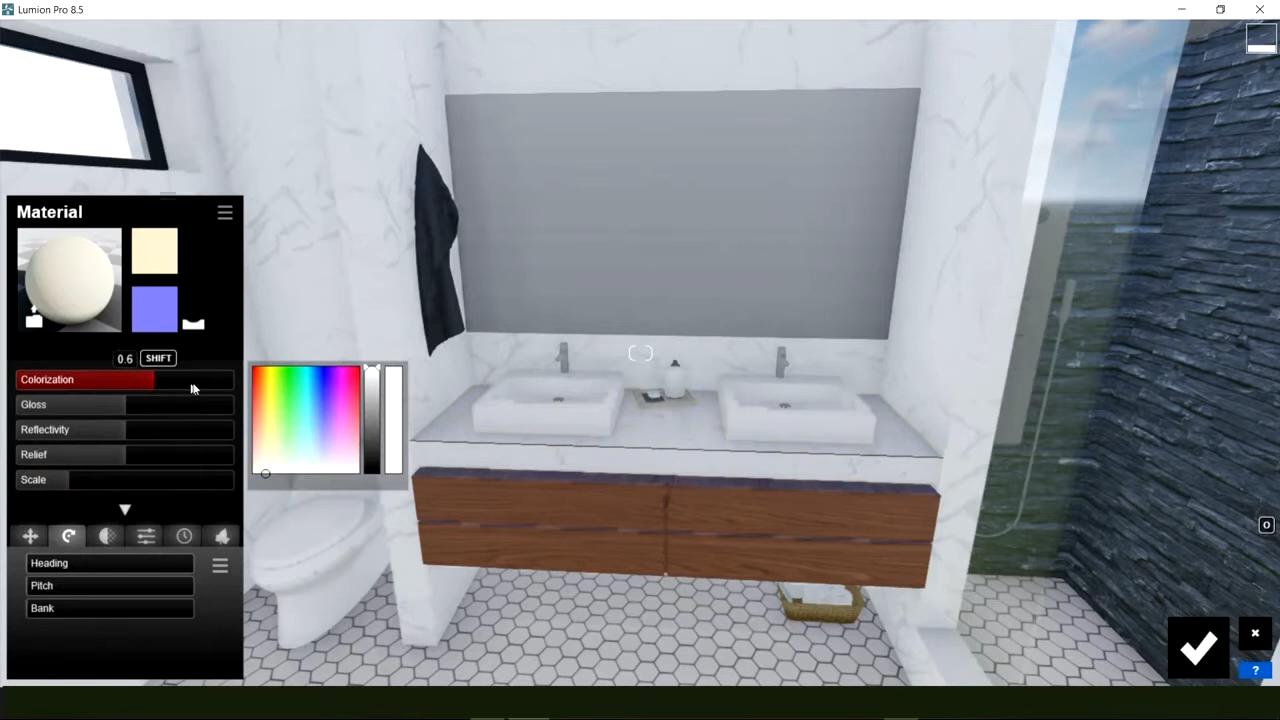 Lumion Pro 8.5
Material
0.6 SHIFT
Colorization
Gloss
Reflectivity
Relief
Scale
Heading
Pitch
Bank
O
?